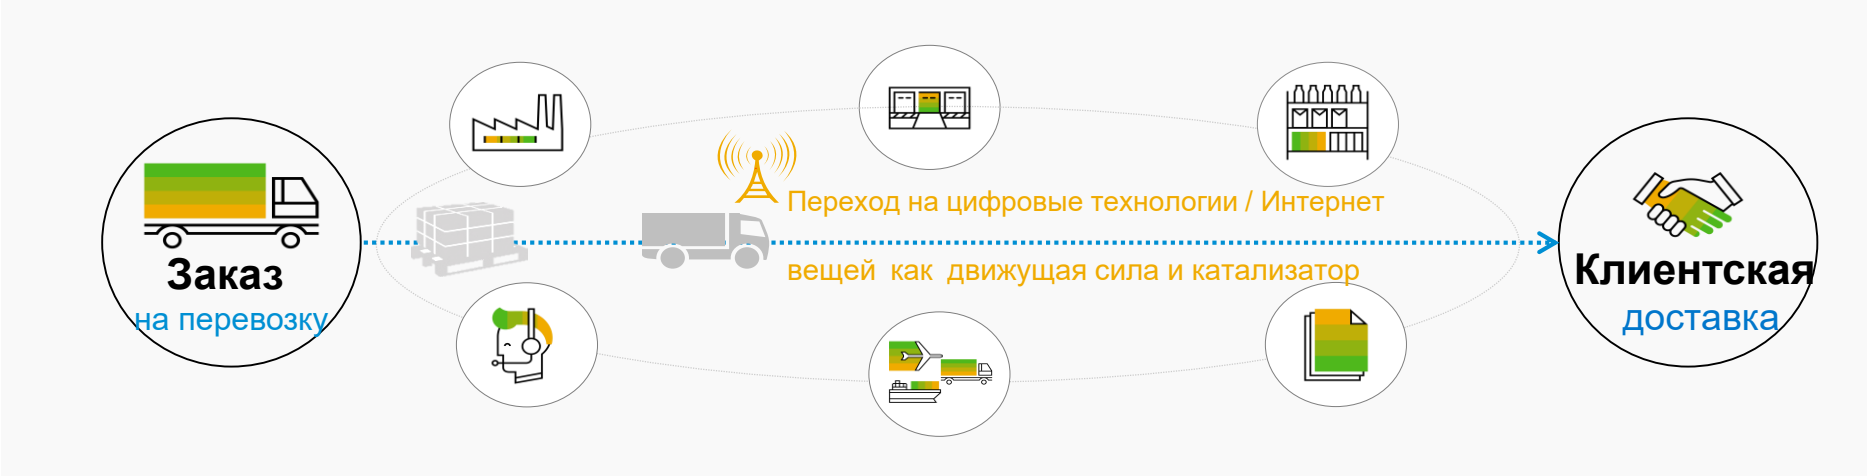 Заказ
на перевозку
Переход на цифровые технологии / Интернет
вещей как движущая сила и катализатор
Клиентская
доставка